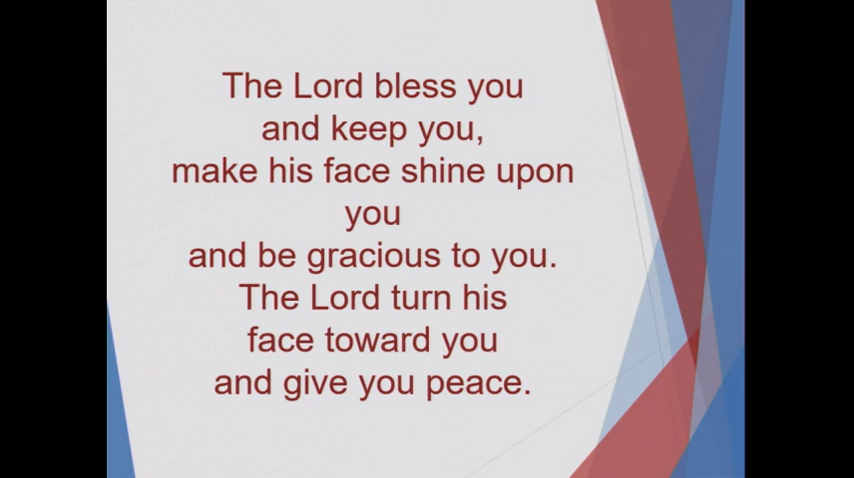 The Lord bless you
and keep you,
make his face shine upon
you
and be gracious to you.
The Lord turn his
face toward you
and give you peace.